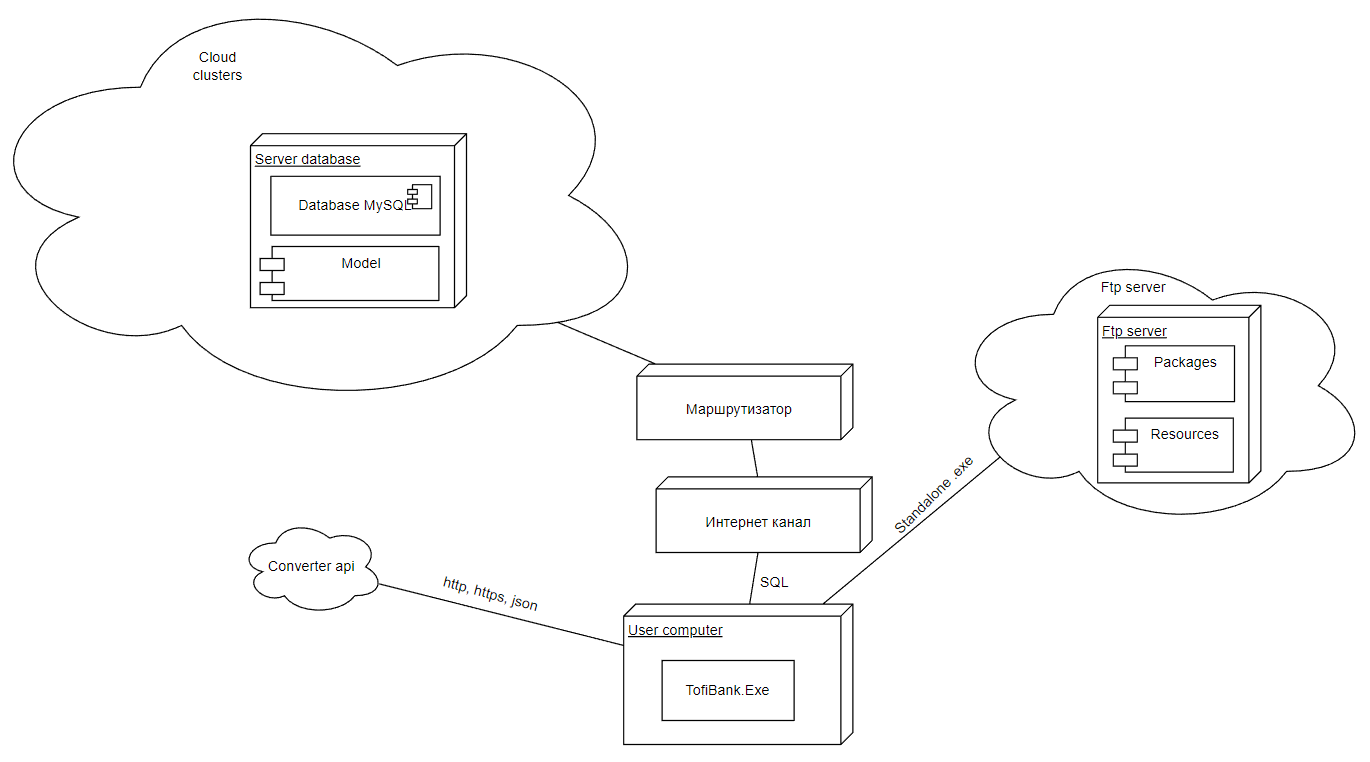 Cloud
clusters
Server database
Database MySQL
Model
Ftp server
Ftp server
Packages
Resources
Маршрутизатор
Интернет канал
Standalone .exe
SQL
Converter api
http, https, json
User computer
TofiBank.Exe